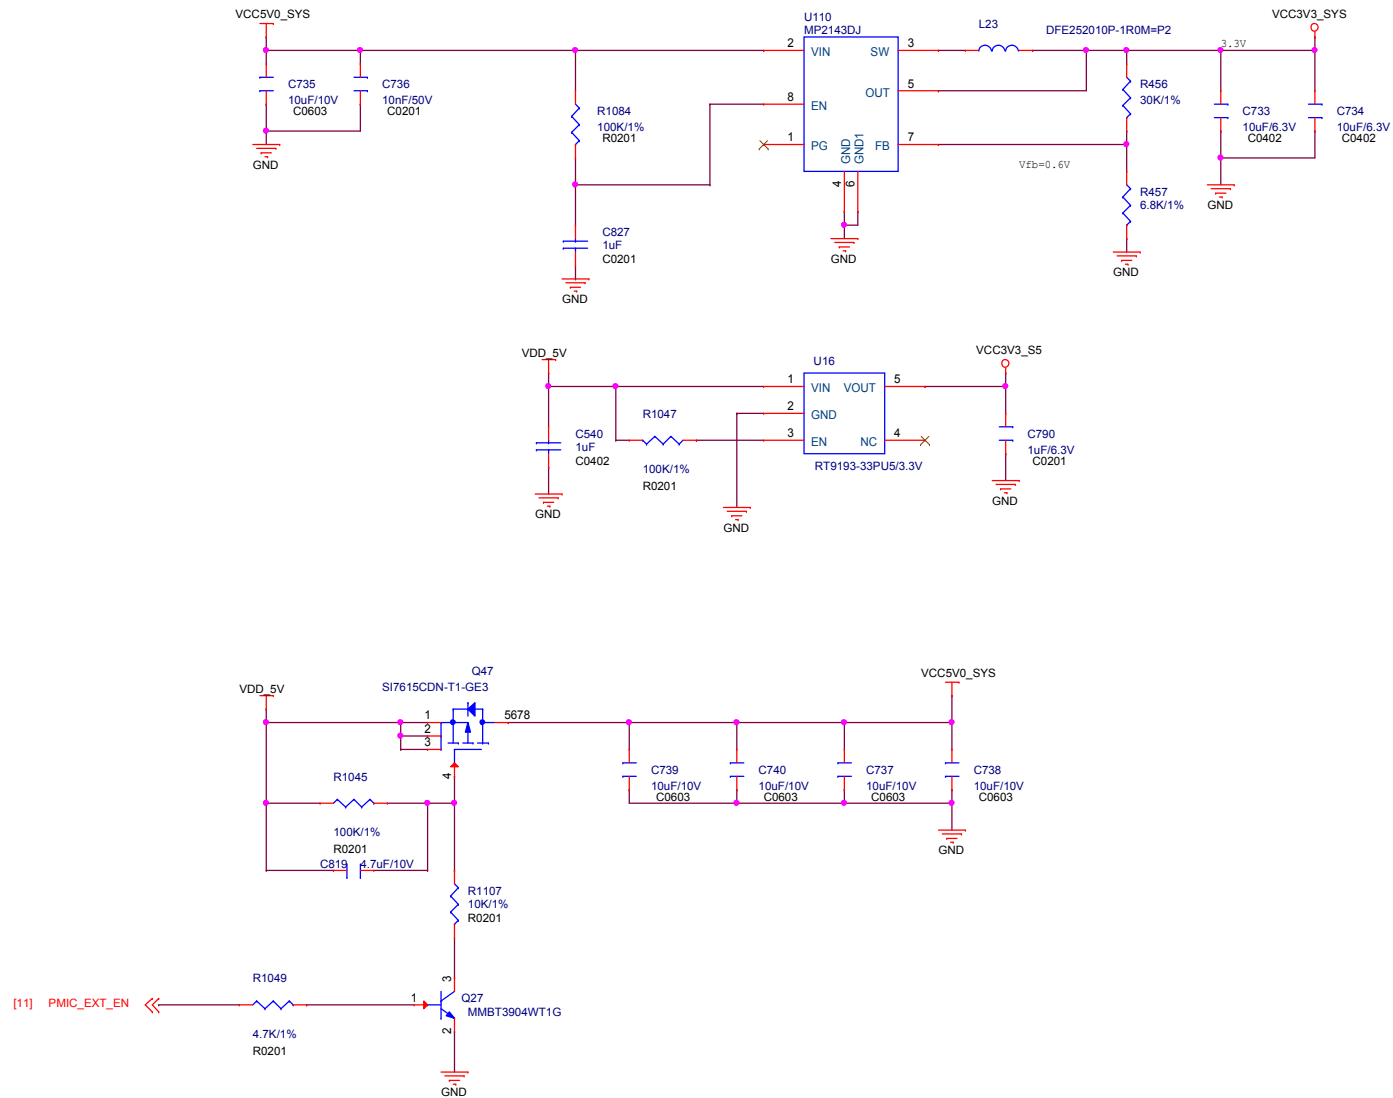 VCC5V0_SYS
C735
10uF/10V
C0603
C736
10nF/50V
C0201
GND
R1084
100K/1%
R0201
C827
1uF
C0201
GND
U110
MP2143DJ
2 VIN
8 EN
1 PG
SW 3
OUT 5
FB 7
GND
GND1
4
6
GND
L23
DFE252010P-1R0M=P2
VCC3V3_SYS
3.3V
R456
30K/1%
Vfb=0.6V
R457
6.8K/1%
GND
C733
10uF/6.3V
C0402
C734
10uF/6.3V
C0402
GND
VDD_5V
C540
1uF
C0402
GND
R1047
100K/1%
R0201
GND
U16
1 VIN
2 GND
3 EN
VOUT 5
NC 4
RT9193-33PU5/3.3V
VCC3V3_S5
C790
1uF/6.3V
C0201
GND
VDD_5V
Q47
SI7615CDN-T1-GE3
1
2
3
4
5678
R1045
100K/1%
R0201
C819 4.7uF/10V
R1107
10K/1%
R0201
VCC5V0_SYS
C739
10uF/10V
C0603
C740
10uF/10V
C0603
C737
10uF/10V
C0603
C738
10uF/10V
C0603
GND
[11] PMIC_EXT_EN
R1049
4.7K/1%
R0201
1
3
2
Q27
MMBT3904WT1G
GND